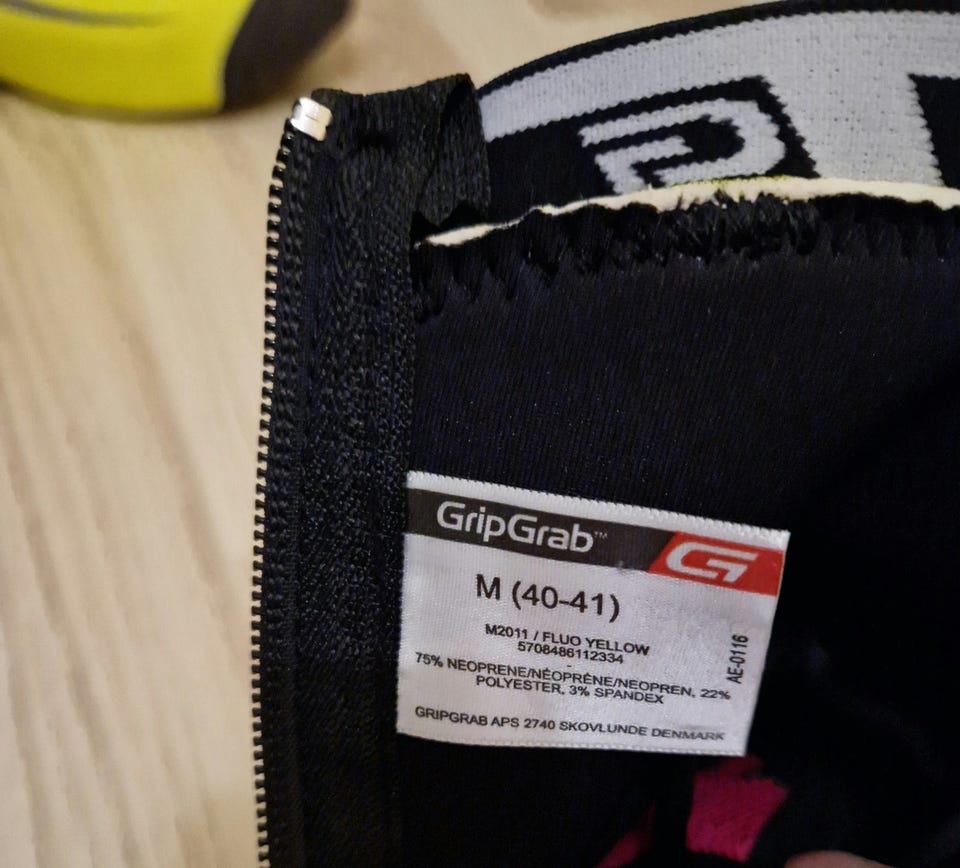 GripGrab™
M (40-41)
M2011 / FLUO YELLOW
5708486112334
-
75% NEOPRENE/NÉOPRÈNE/NEOPREN, 22%
POLYESTER, 3% SPANDEX
GRIPGRAB APS 2740 SKOVLUNDE DENMARK
AE-0116